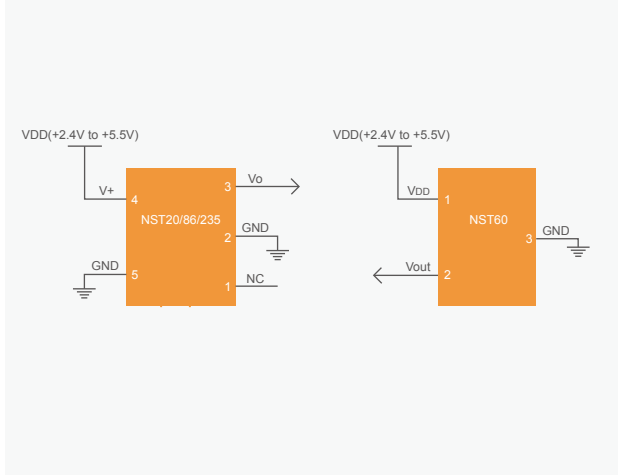 VDD(+2.4V to +5.5V)
V+
4
NST20/86/235
3
Vo
2
GND
GND
5
1
NC
VDD(+2.4V to +5.5V)
VDD
1
NST60
3
GND
Vout
2